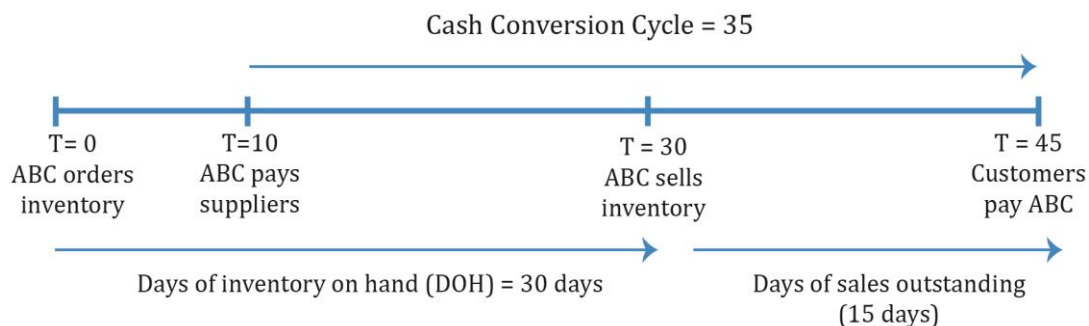 Cash Conversion Cycle = 35
T= 0
ABC orders
inventory
T=10
ABC pays
suppliers
T = 30
ABC sells
inventory
T = 45
Customers
pay ABC
Days of inventory on hand (DOH) = 30 days
Days of sales outstanding
(15 days)